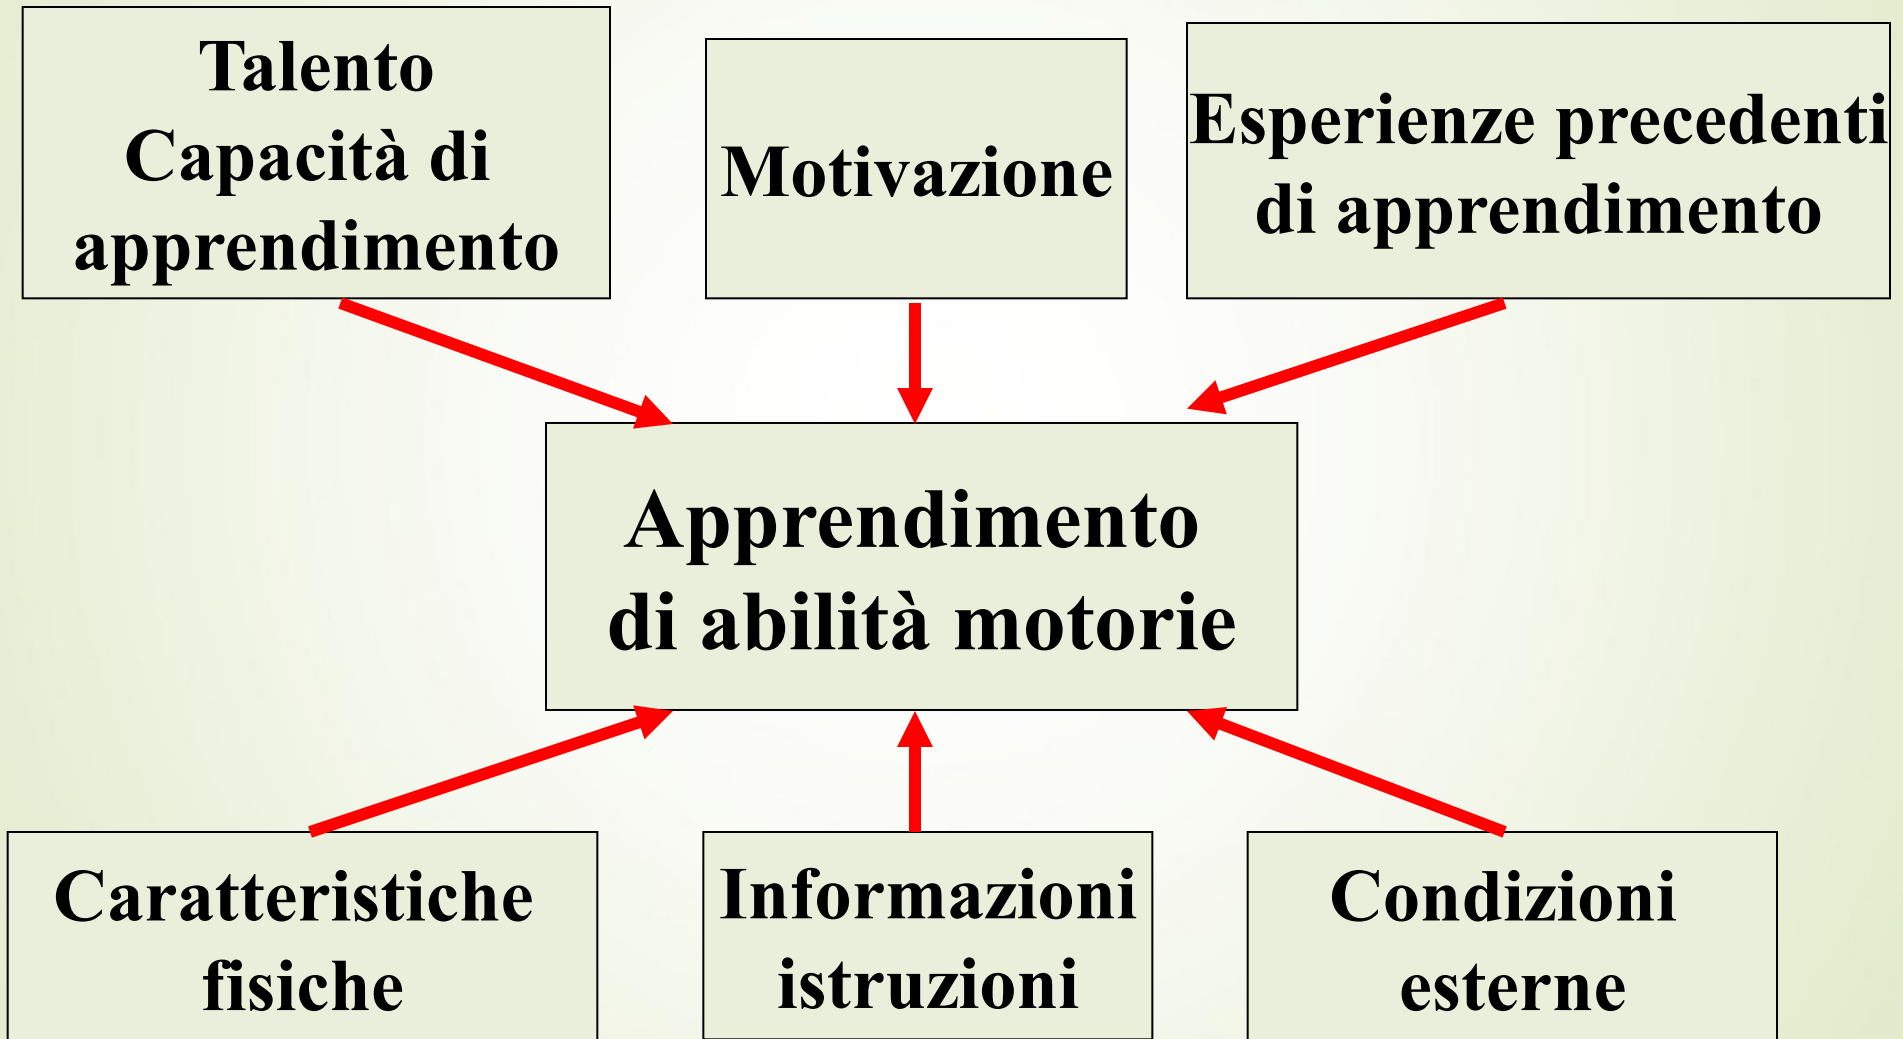 Talento
Capacità di
apprendimento
Motivazione
Esperienze precedenti
di apprendimento
Apprendimento
di abilità motorie
Caratteristiche
fisiche
Informazioni
istruzioni
Condizioni
esterne